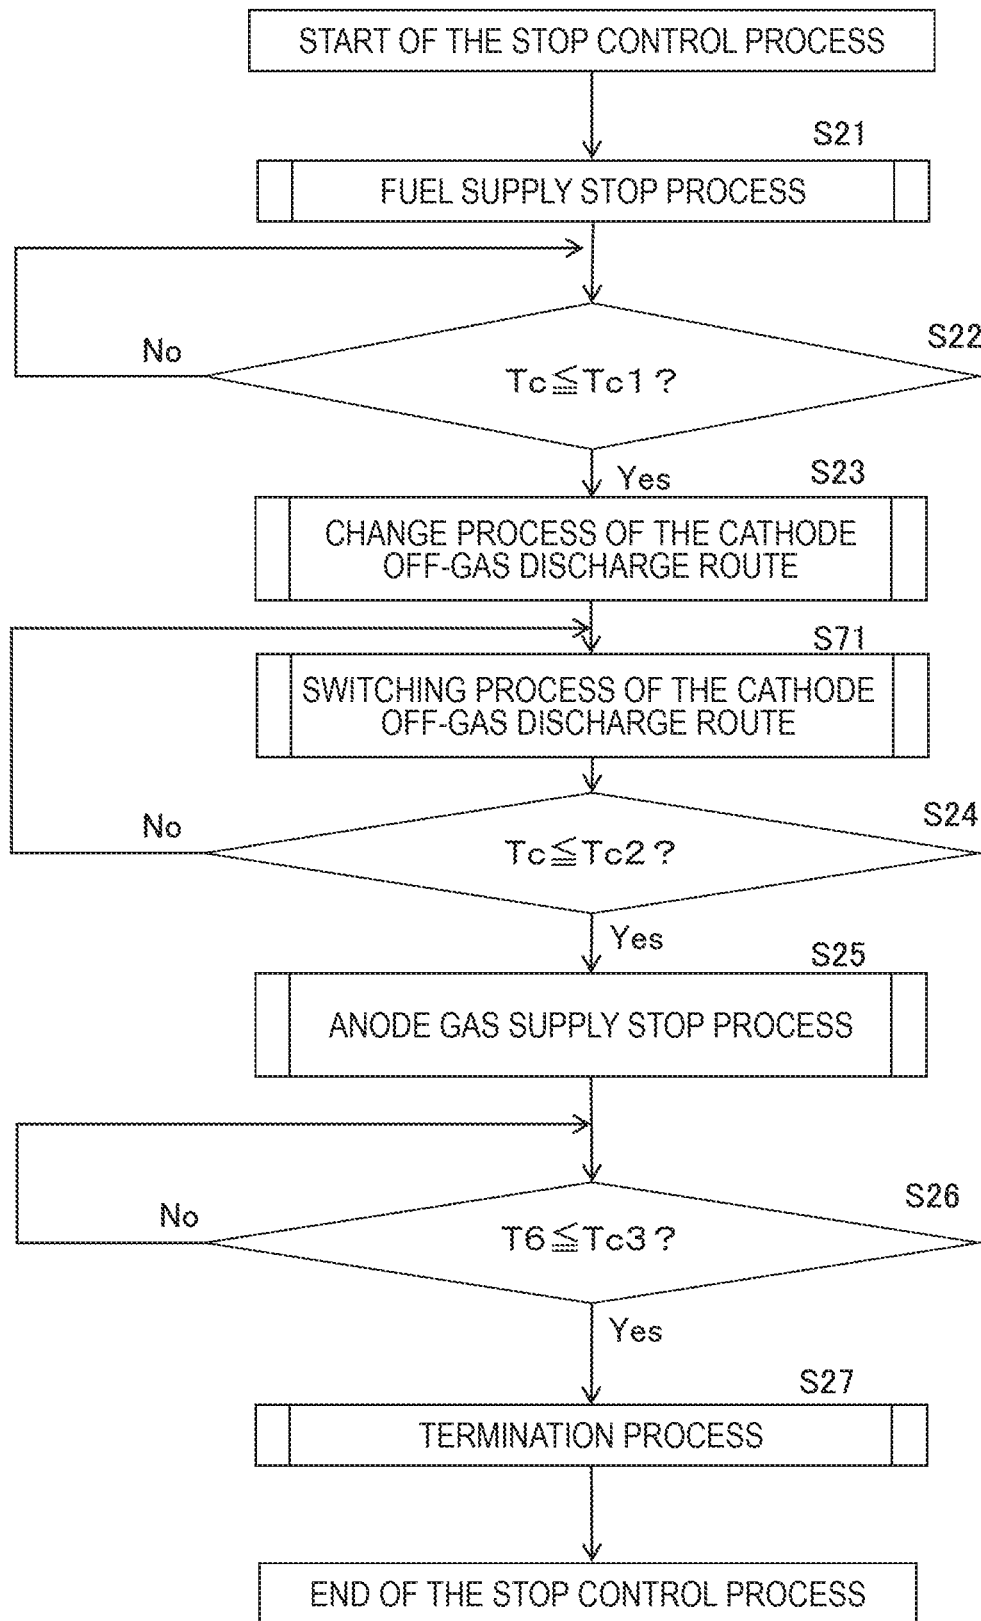 START OF THE STOP CONTROL PROCESS
S21
FUEL SUPPLY STOP PROCESS
S22
No
Tc≦Tc1?
Yes
S23
CHANGE PROCESS OF THE CATHODE
OFF-GAS DISCHARGE ROUTE
S71
SWITCHING PROCESS OF THE CATHODE
OFF-GAS DISCHARGE ROUTE
S24
No
Tc≦Tc2?
Yes
S25
ANODE GAS SUPPLY STOP PROCESS
S26
No
T6≦Tc3?
Yes
S27
TERMINATION PROCESS
END OF THE STOP CONTROL PROCESS